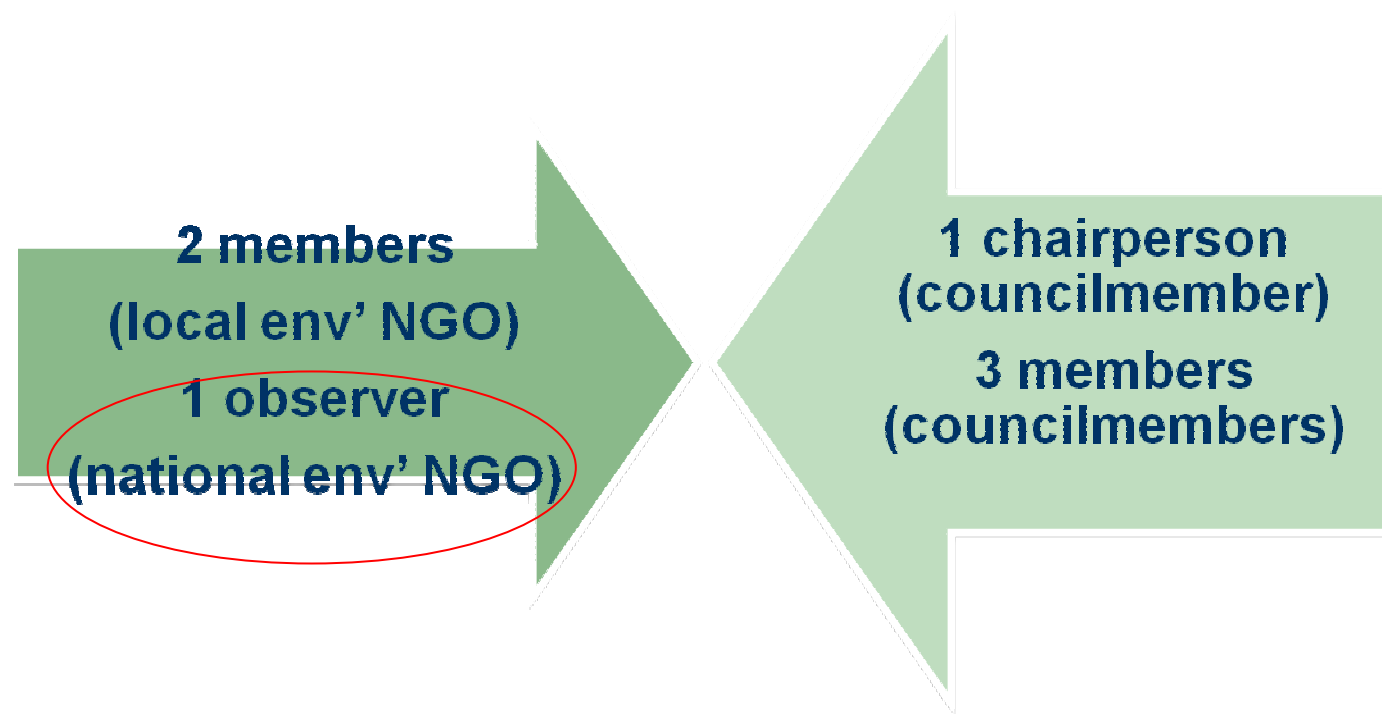 2 members
(local env’ NGO)
1 observer
(national env’ NGO)
1 chairperson
(councilmember)
3 members
(councilmembers)